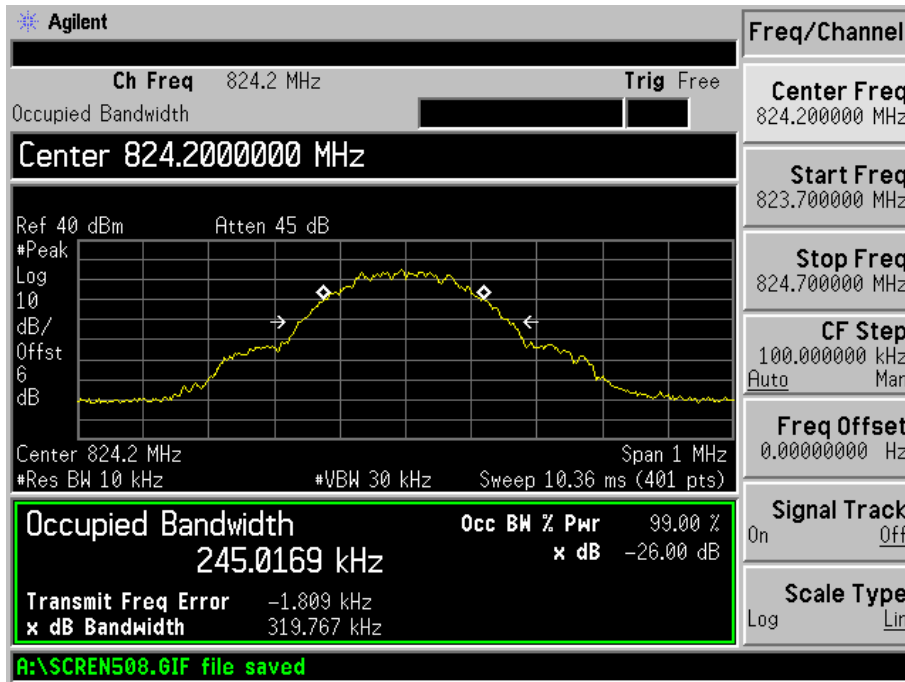 Agilent
Freq/Channel
Ch Freq 824.2 MHz Trig Free
Occupied Bandwidth
Center 824.2000000 MHz
Ref 40 dBm Atten 45 dB
#Peak
Log
10
dB/
Offst
6
dB
Center 824.2 MHz Span 1 MHz
#Res BW 10 kHz #VBW 30 kHz Sweep 10.36 ms (401 pts)
Occupied Bandwidth Occ BW % Pwr 99.00 %
245.0169 kHz x dB -26.00 dB
Transmit Freq Error -1.809 kHz
x dB Bandwidth 319.767 kHz
A:\SCREN508.GIF file saved
Center Freq
824.200000 MHz
Start Freq
823.700000 MHz
Stop Freq
824.700000 MHz
CF Step
100.000000 kHz
Auto Man
Freq Offset
0.00000000 Hz
Signal Track
On Off
Scale Type
Log Lin